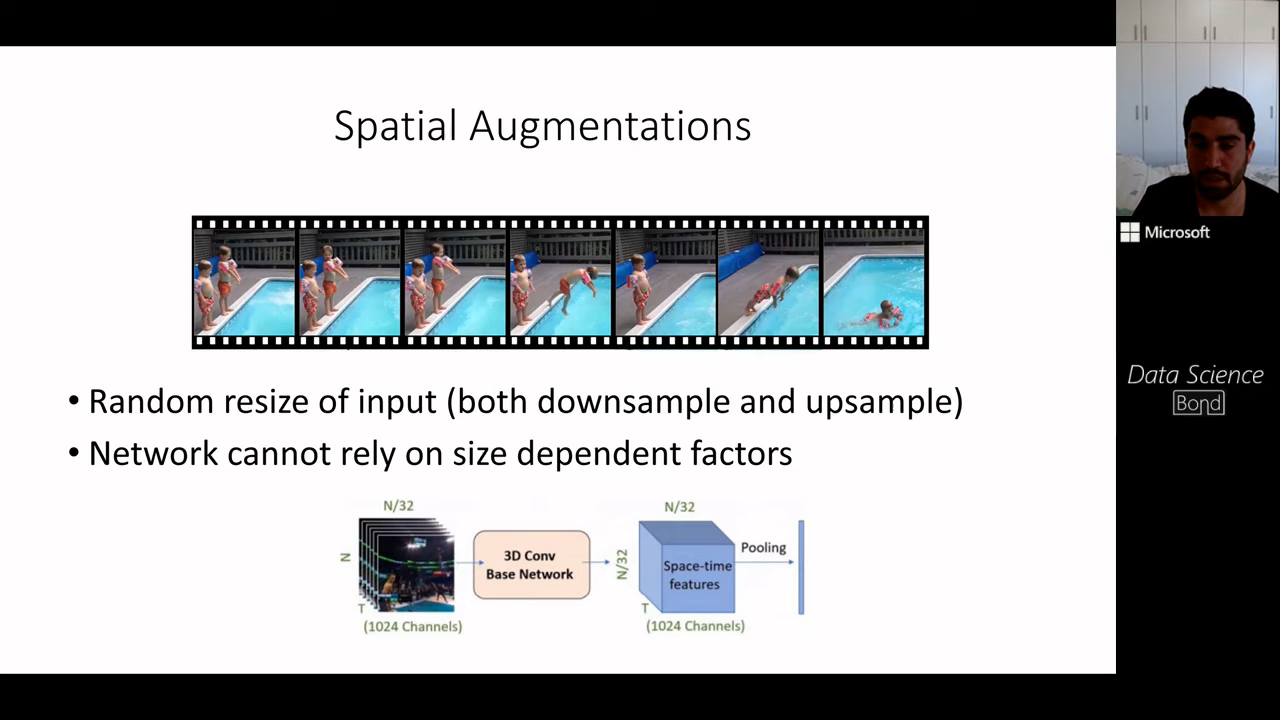 Spatial Augmentations
• Random resize of input (both downsample and upsample)
• Network cannot rely on size dependent factors
N/32
N
T
(1024 Channels)
3D Conv
Base Network
N/32
N/32
Space-time
features
T
(1024 Channels)
Pooling
Microsoft
Data Science
Bond